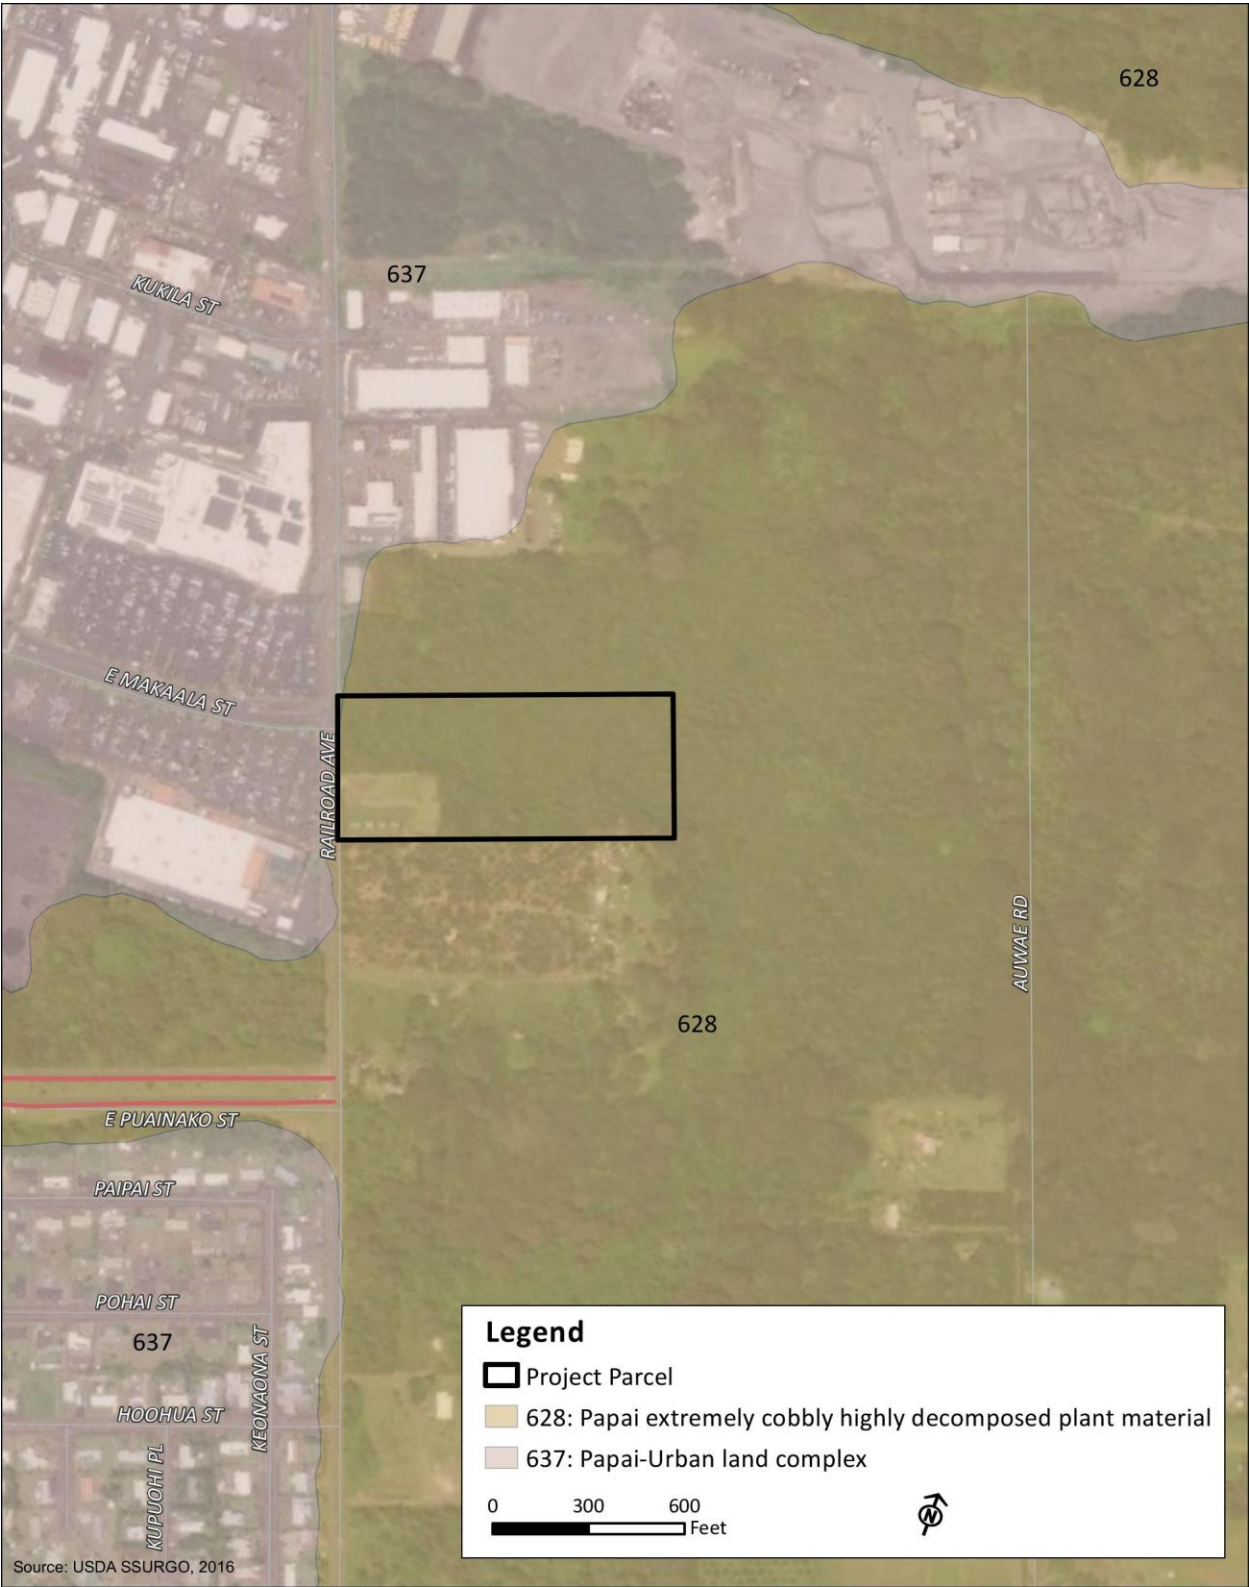 628
637
KUKILA ST
E MAKAALA ST
RAILROAD AVE
AUWAE RD
628
E PUAINAKO ST
PAIPAI ST
POHAI ST
637
KEONAONA ST
HOOHUA ST
KUPUOHI PL
Legend
Project Parcel
628: Papai extremely cobbly highly decomposed plant material
637: Papai-Urban land complex
0 300 600
Feet
N
Source: USDA SSURGO, 2016